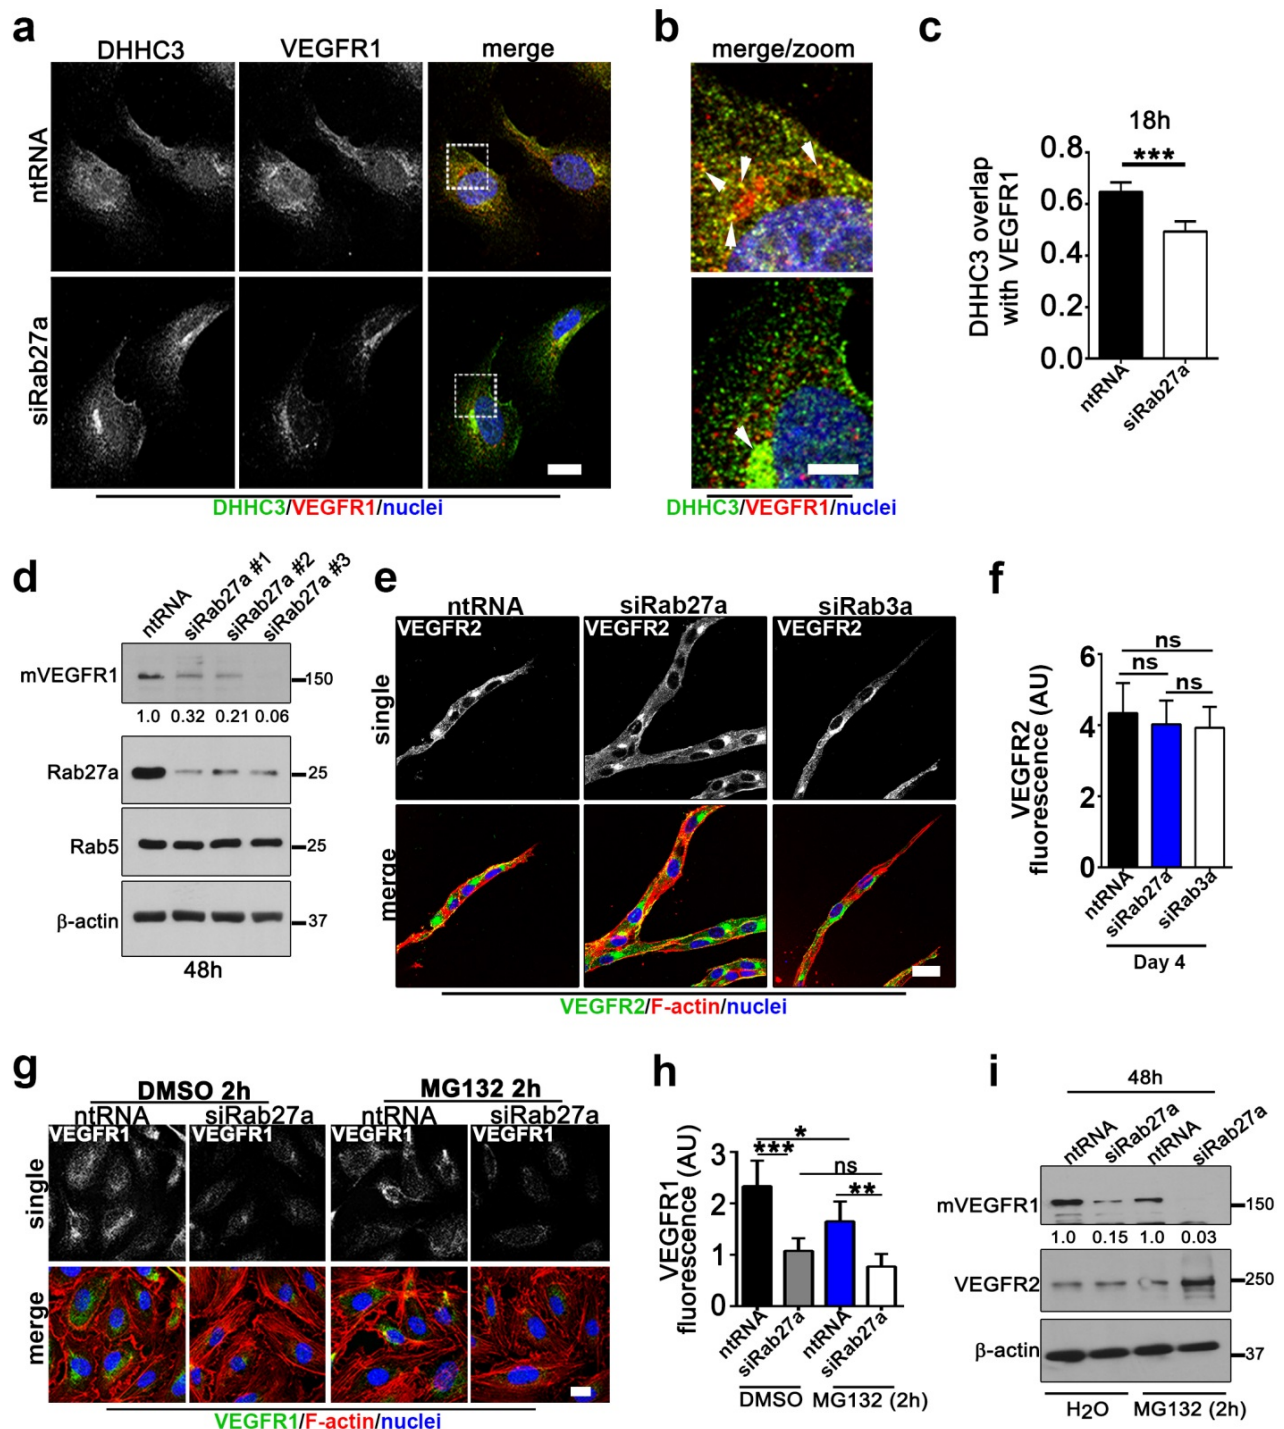 a
DHHC3 VEGFR1 merge
ntRNA
siRab27a
DHHC3/VEGFR1/nuclei
b
merge/zoom
DHHC3/VEGFR1/nuclei
c
18h
***
DHHC3 overlap
with VEGFR1
0.8
0.6
0.4
0.2
0.0
ntRNA
siRab27a
d
ntRNA
siRab27a #1
siRab27a #2
siRab27a #3
mVEGFR1
150
1.0 0.32 0.21 0.06
Rab27a
25
Rab5
25
β-actin
37
48h
e
ntRNA siRab27a siRab3a
VEGFR2 VEGFR2 VEGFR2
single
merge
VEGFR2/F-actin/nuclei
f
VEGFR2
fluorescence (AU)
6
4
2
0
ns
ns
ns
ntRNA
siRab27a
siRab3a
Day 4
g
DMSO 2h MG132 2h
ntRNA siRab27a ntRNA siRab27a
VEGFR1 VEGFR1 VEGFR1 VEGFR1
single
merge
VEGFR1/F-actin/nuclei
h
VEGFR1
fluorescence (AU)
3
2
1
0
*
***
ns
**
ntRNA
siRab27a
ntRNA
siRab27a
DMSO MG132 (2h)
i
48h
ntRNA
siRab27a
ntRNA
siRab27a
mVEGFR1
150
1.0 0.15 1.0 0.03
VEGFR2
250
β-actin
37
H₂O MG132 (2h)